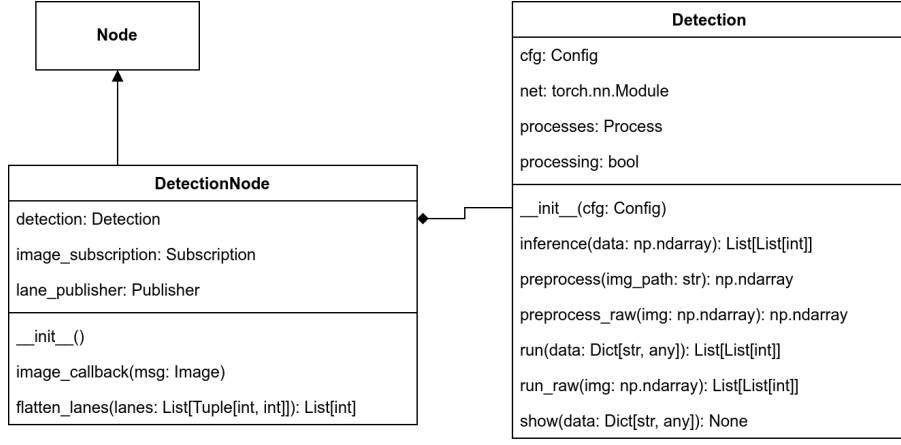 Node
DetectionNode
detection: Detection
image_subscription: Subscription
lane_publisher: Publisher
__init__()
image_callback(msg: Image)
flatten_lanes(lanes: List[Tuple[int, int]]): List[int]
Detection
cfg: Config
net: torch.nn.Module
processes: Process
processing: bool
__init__(cfg: Config)
inference(data: np.ndarray): List[List[int]]
preprocess(img_path: str): np.ndarray
preprocess_raw(img: np.ndarray): np.ndarray
run(data: Dict[str, any]): List[List[int]]
run_raw(img: np.ndarray): List[List[int]]
show(data: Dict[str, any]): None